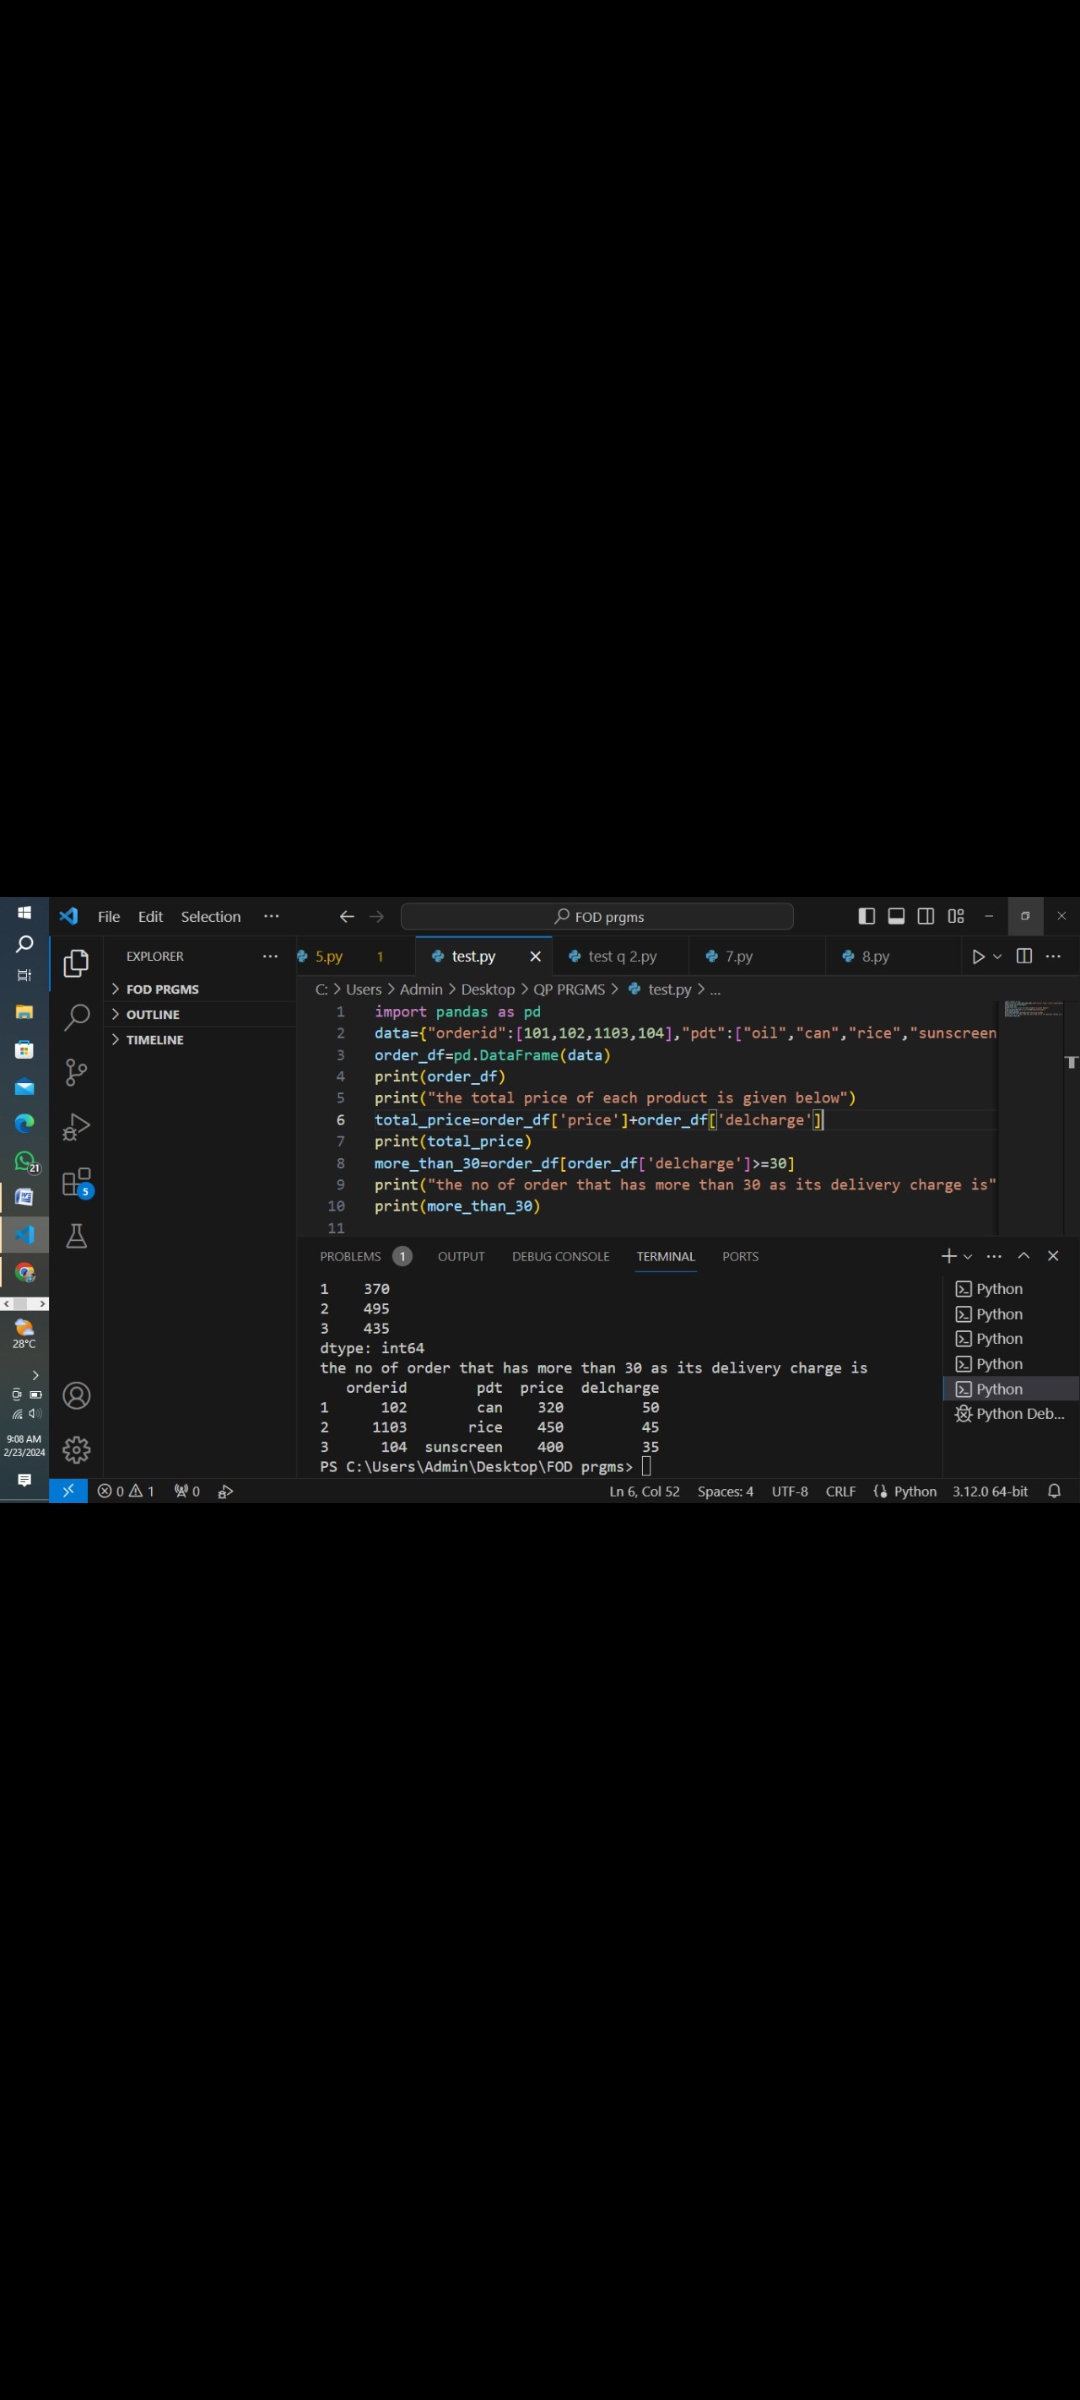 File Edit Selection ··· FOD prgms
EXPLORER ···
5.py 1 test.py test q 2.py 7.py 8.py ···
FOD PRGMS
OUTLINE
TIMELINE
C: > Users > Admin > Desktop > QP PRGMS > test.py > ...
1 import pandas as pd
2 data={"orderid":[101,102,1103,104],"pdt":["oil","can","rice","sunscreen
3 order_df=pd.DataFrame(data)
4 print(order_df)
5 print("the total price of each product is given below")
6 total_price=order_df['price']+order_df['delcharge']
7 print(total_price)
8 more_than_30=order_df[order_df['delcharge']>=30]
9 print("the no of order that has more than 30 as its delivery charge is"
10 print(more_than_30)
11
PROBLEMS 1 OUTPUT DEBUG CONSOLE TERMINAL PORTS
1 370
2 495
3 435
dtype: int64
the no of order that has more than 30 as its delivery charge is
orderid pdt price delcharge
1 102 can 320 50
2 1103 rice 450 45
3 104 sunscreen 400 35
PS C:\Users\Admin\Desktop\FOD prgms>
Python
Python
Python
Python
Python
Python Deb...
21
5
28°C
9:08 AM
2/23/2024
0 1 0 Ln 6, Col 52 Spaces: 4 UTF-8 CRLF Python 3.12.0 64-bit